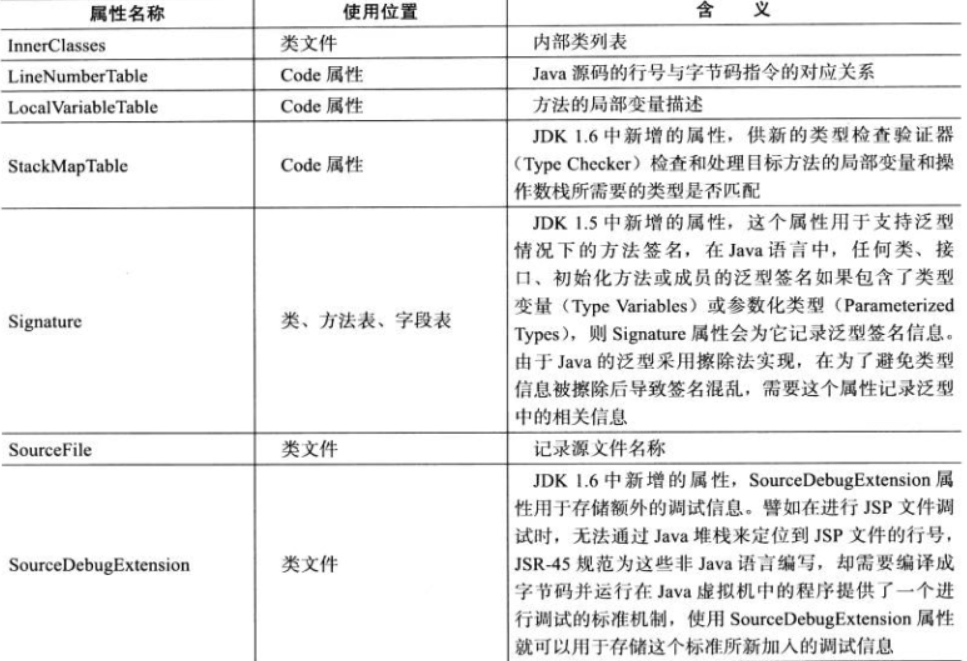 属性名称 使用位置 含 义
InnerClasses 类文件 内部类列表
LineNumberTable Code 属性 Java 源码的行号与字节码指令的对应关系
LocalVariableTable Code 属性 方法的局部变量描述
StackMapTable Code 属性 JDK 1.6 中新增的属性，供新的类型检查验证器
（Type Checker）检查和处理目标方法的局部变量和操
作数栈所需要的类型是否匹配
Signature 类、方法表、字段表 JDK 1.5 中新增的属性，这个属性用于支持泛型
情况下的方法签名，在 Java 语言中，任何类、接
口、初始化方法或成员的泛型签名如果包含了类型
变量（Type Variables）或参数化类型（Parameterized
Types），则 Signature 属性会为它记录泛型签名信息。
由于 Java 的泛型采用擦除法实现，在为了避免类型
信息被擦除后导致签名混乱，需要这个属性记录泛型
中的相关信息
SourceFile 类文件 记录源文件名称
SourceDebugExtension 类文件 JDK 1.6 中新增的属性，SourceDebugExtension 属
性用于存储额外的调试信息。譬如在进行 JSP 文件调
试时，无法通过 Java 堆栈来定位到 JSP 文件的行号，
JSR-45 规范为这些非 Java 语言编写，却需要编译成
字节码并运行在 Java 虚拟机中的程序提供了一个进
行调试的标准机制，使用 SourceDebugExtension 属性
就可以用于存储这个标准所新加入的调试信息